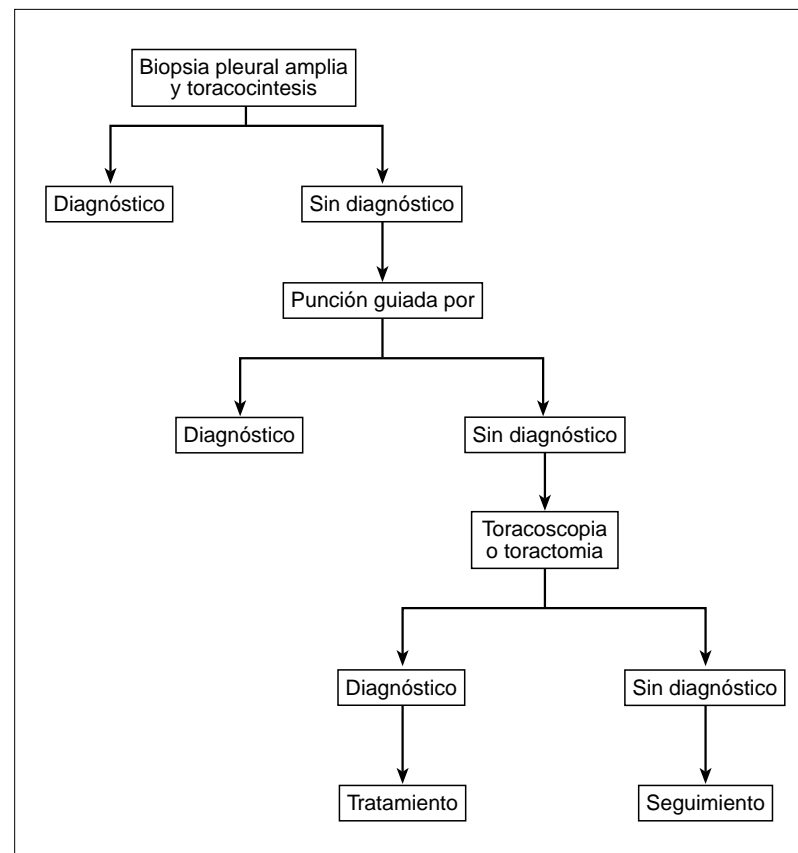 Biopsia pleural amplia
y toracocintesis
Diagnóstico
Sin diagnóstico
Punción guiada por
Diagnóstico
Sin diagnóstico
Toracoscopia
o toractomia
Diagnóstico
Sin diagnóstico
Tratamiento
Seguimiento